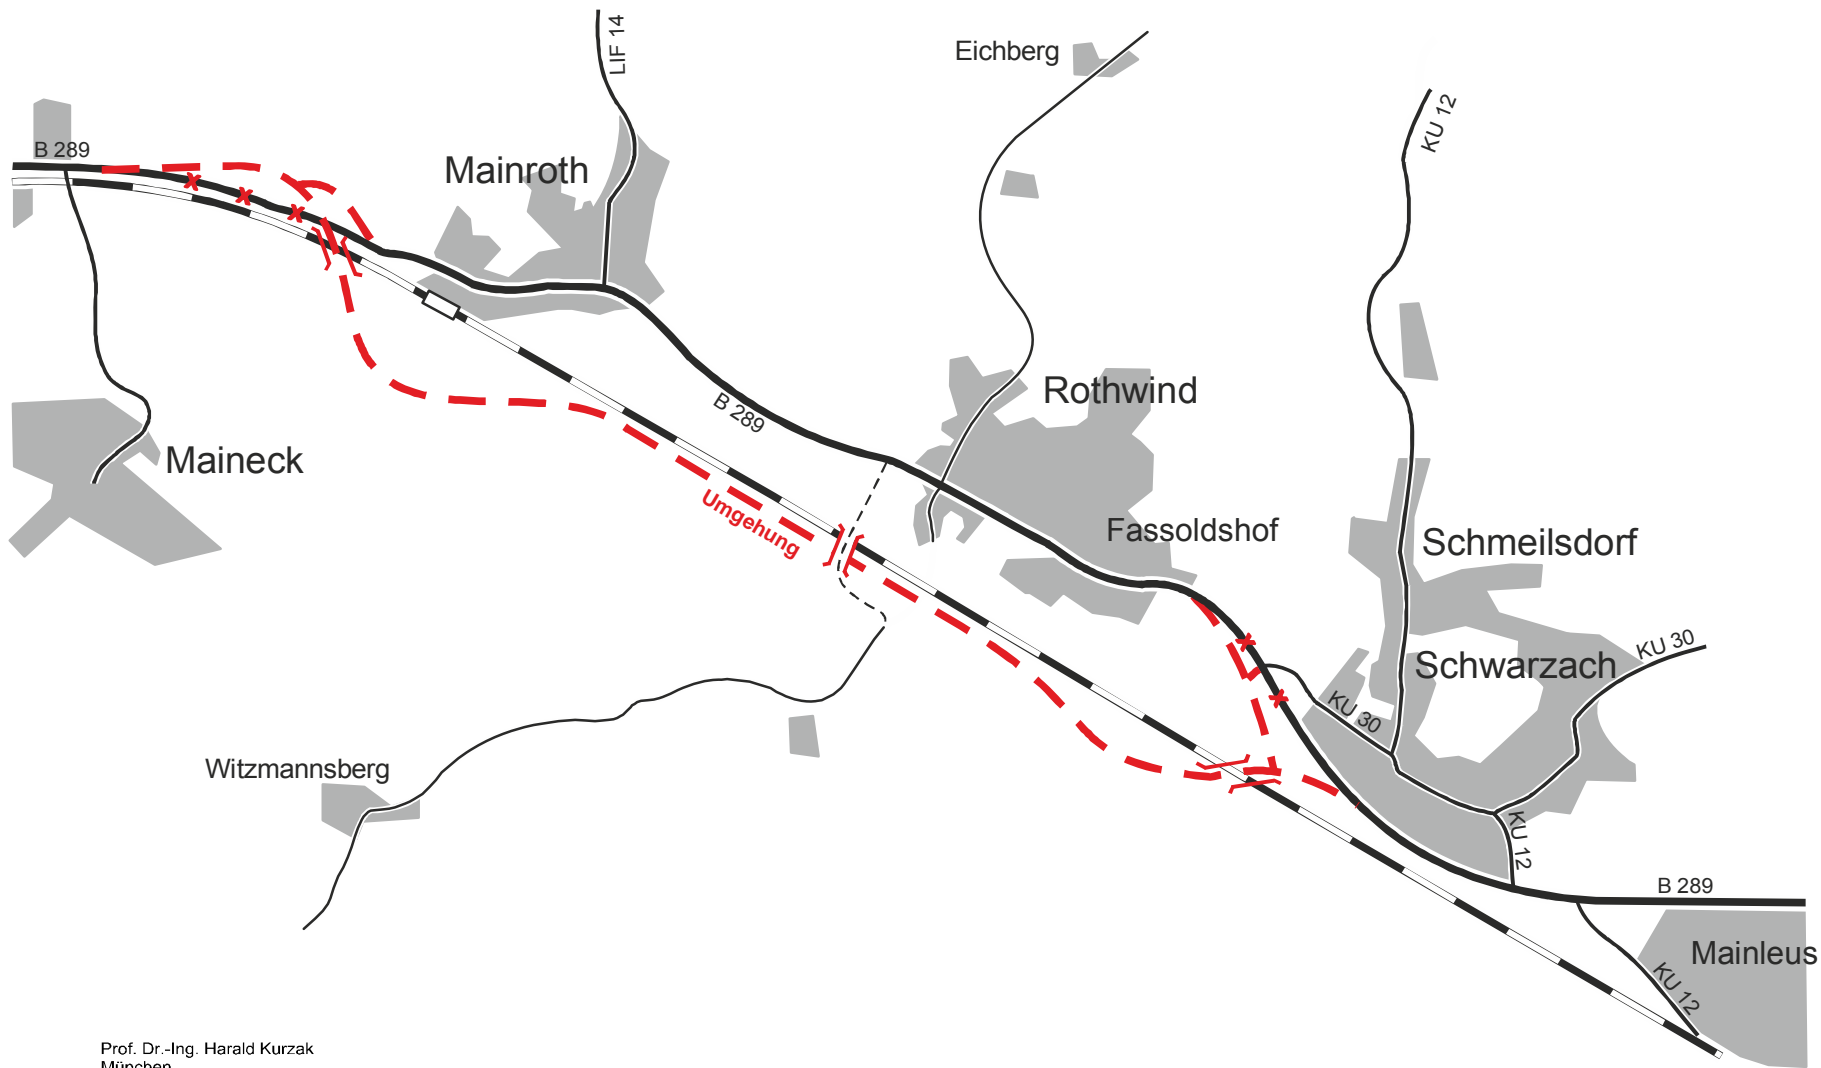 LIF 14
Eichberg
KU 12
B 289
Mainroth
Rothwind
B 289
Maineck
Umgehung
Fassoldshof
Schmeilsdorf
KU 30
Schwarzach
KU 30
Witzmannsberg
KU 12
B 289
Mainleus
KU 12
Prof. Dr.-Ing. Harald Kurzak
München